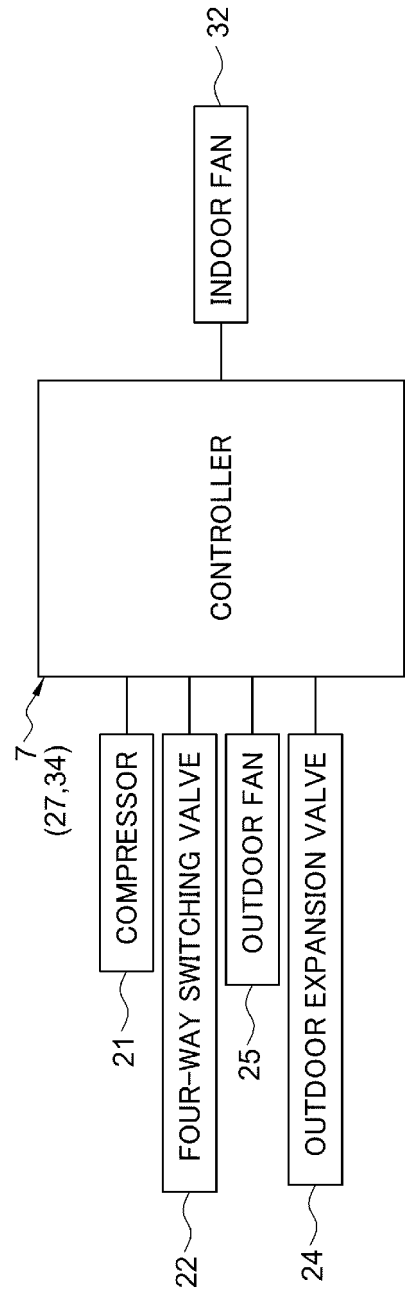 7
(27,34)
COMPRESSOR
21
FOUR-WAY SWITCHING VALVE
22
OUTDOOR FAN
25
OUTDOOR EXPANSION VALVE
24
CONTROLLER
INDOOR FAN
32